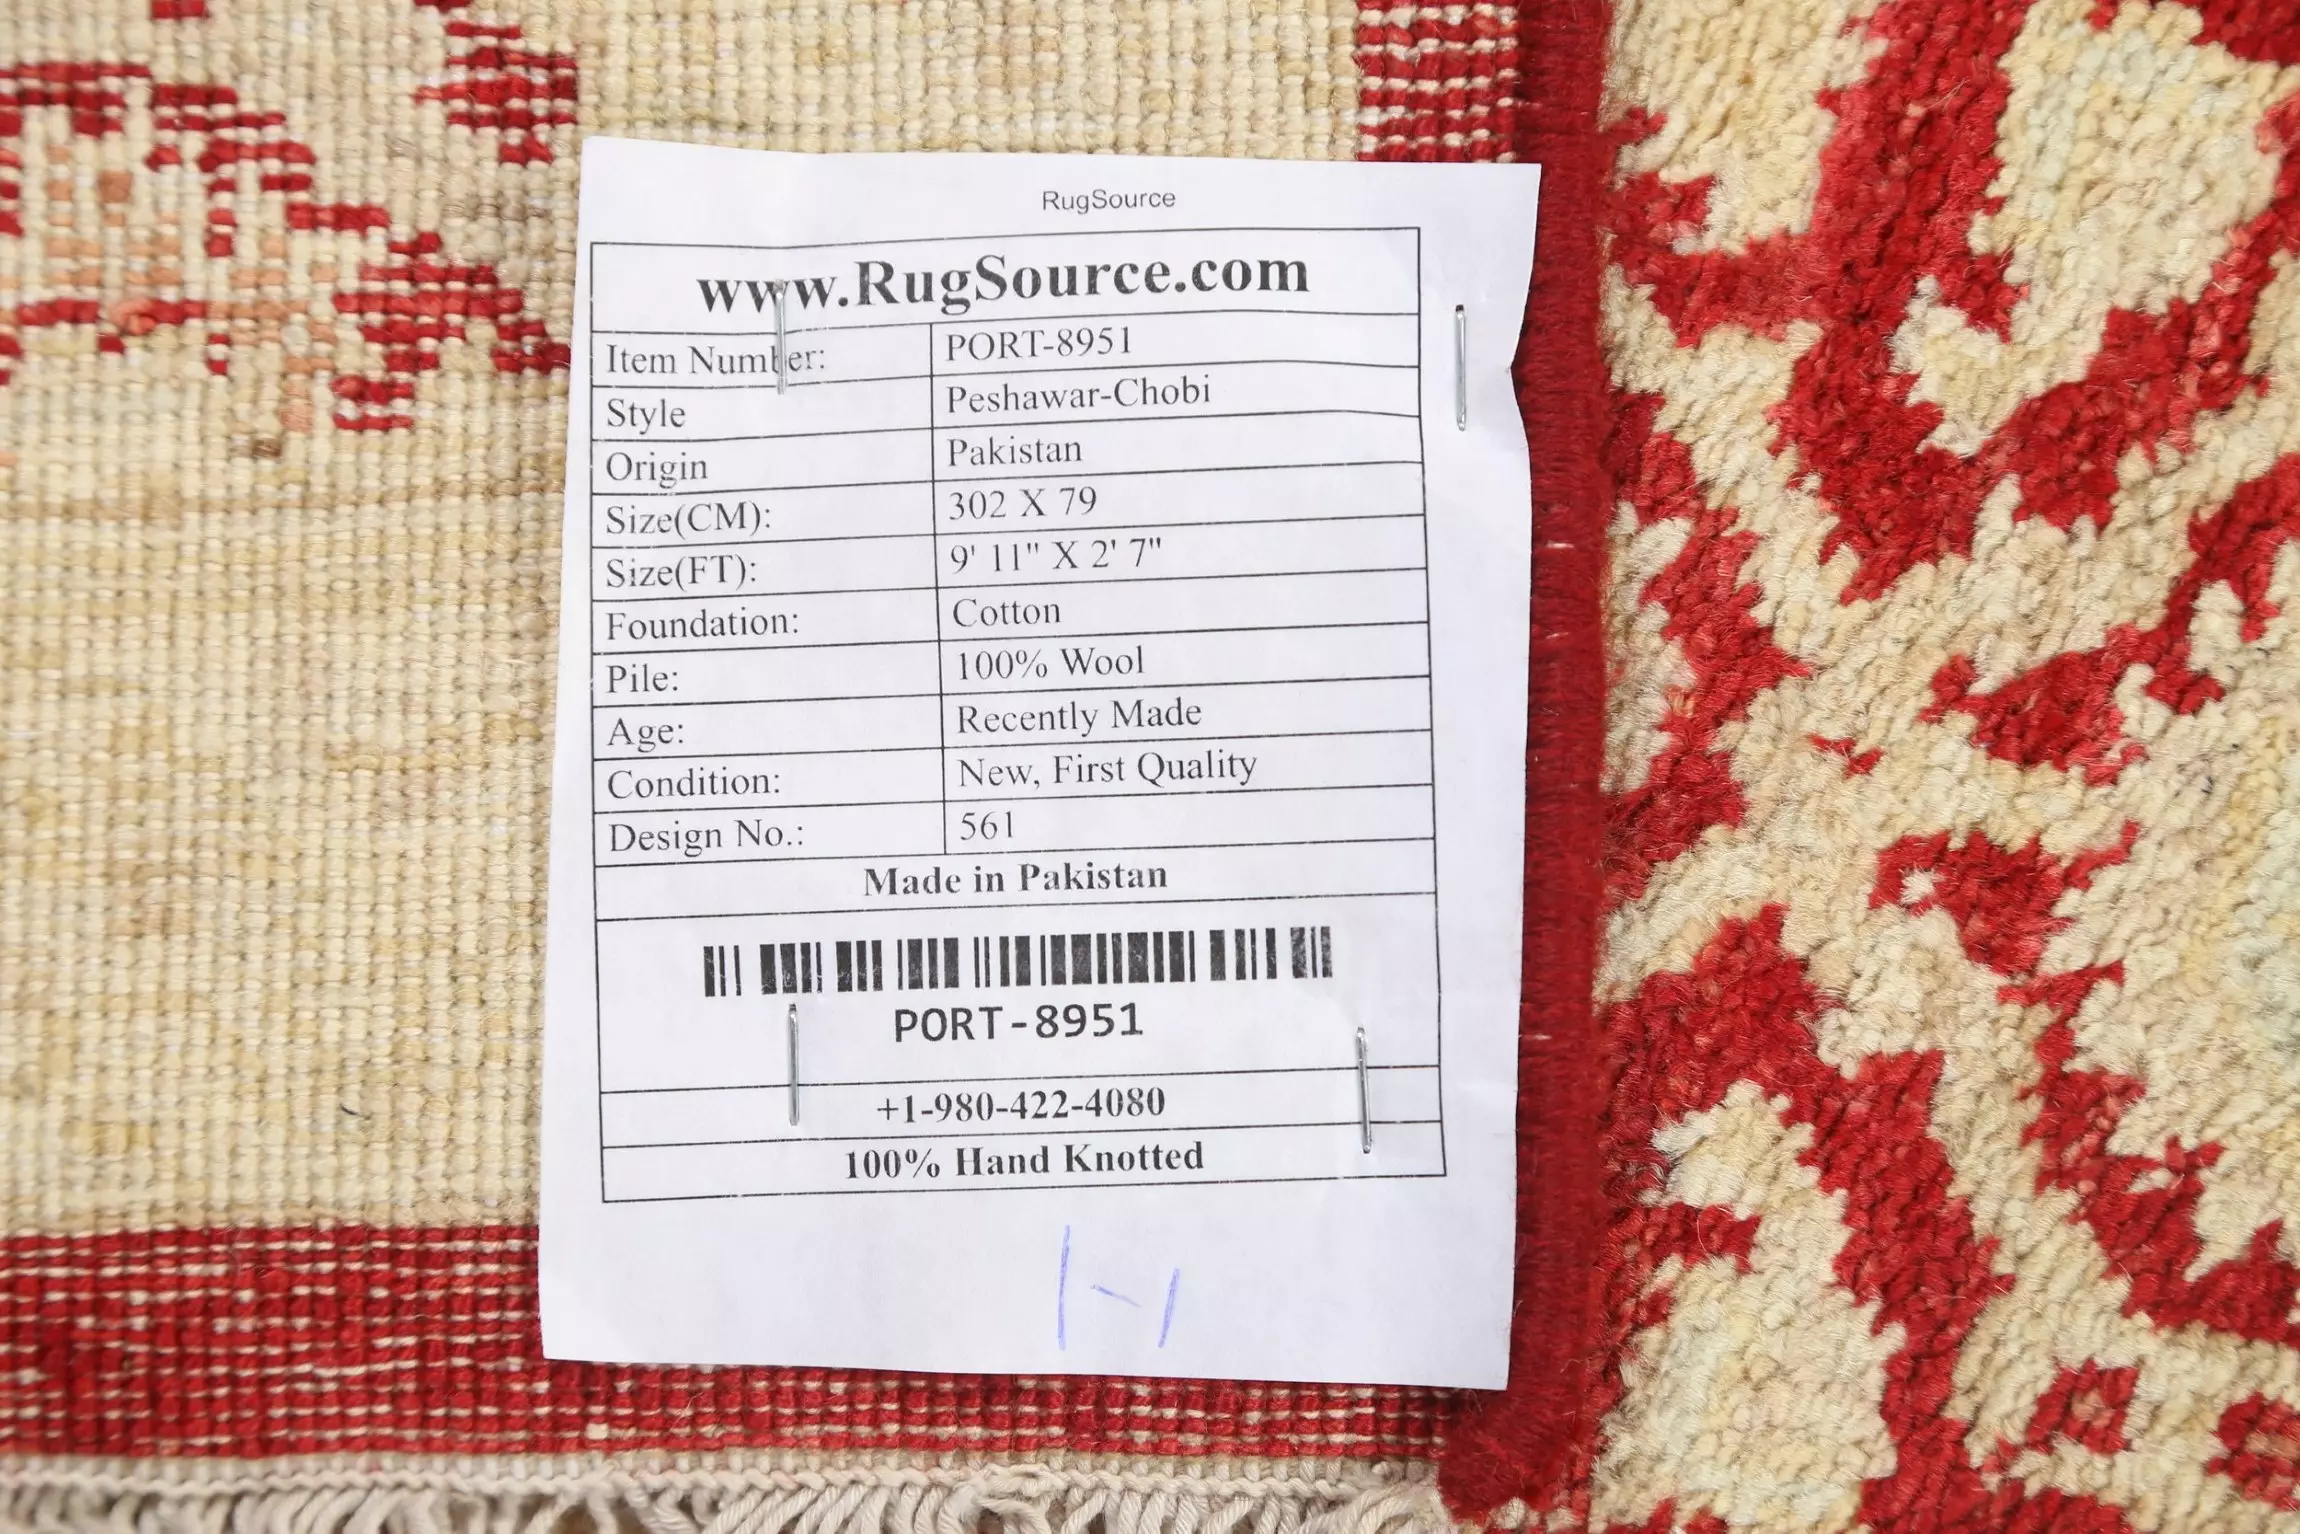 RugSource
www.RugSource.com
Item Number: PORT-8951
Style Peshawar-Chobi
Origin Pakistan
Size(CM): 302 X 79
Size(FT): 9' 11" X 2' 7"
Foundation: Cotton
Pile: 100% Wool
Age: Recently Made
Condition: New, First Quality
Design No.: 561
Made in Pakistan
PORT-8951
+1-980-422-4080
100% Hand Knotted
1-1